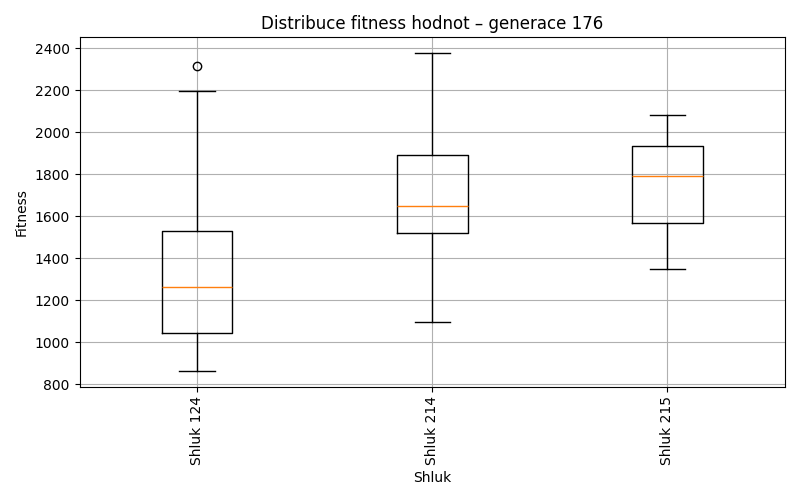 Distribuce fitness hodnot – generace 176
2400
2200
2000
1800
1600
1400
1200
1000
800
Fitness
Shluk 124
Shluk 214
Shluk 215
Shluk